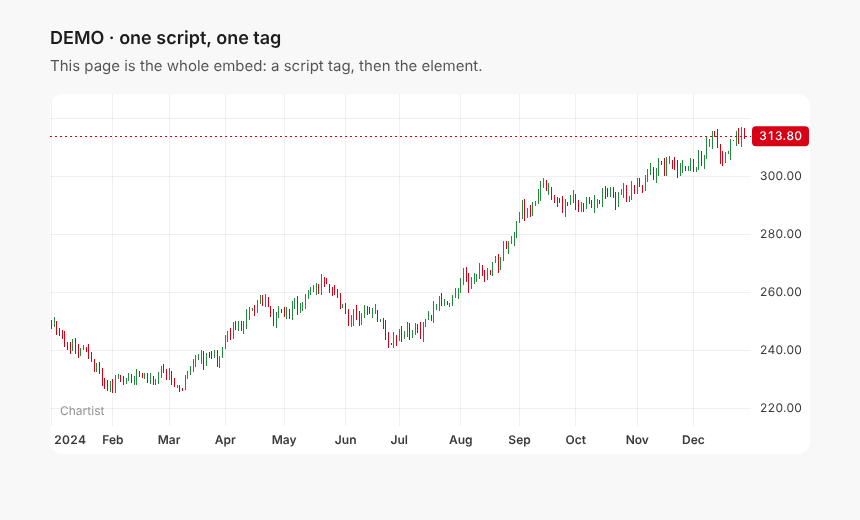 DEMO · one script, one tag
This page is the whole embed: a script tag, then the element.
313.80
300.00
280.00
260.00
240.00
220.00
Chartist
2024 Feb Mar Apr May Jun Jul Aug Sep Oct Nov Dec